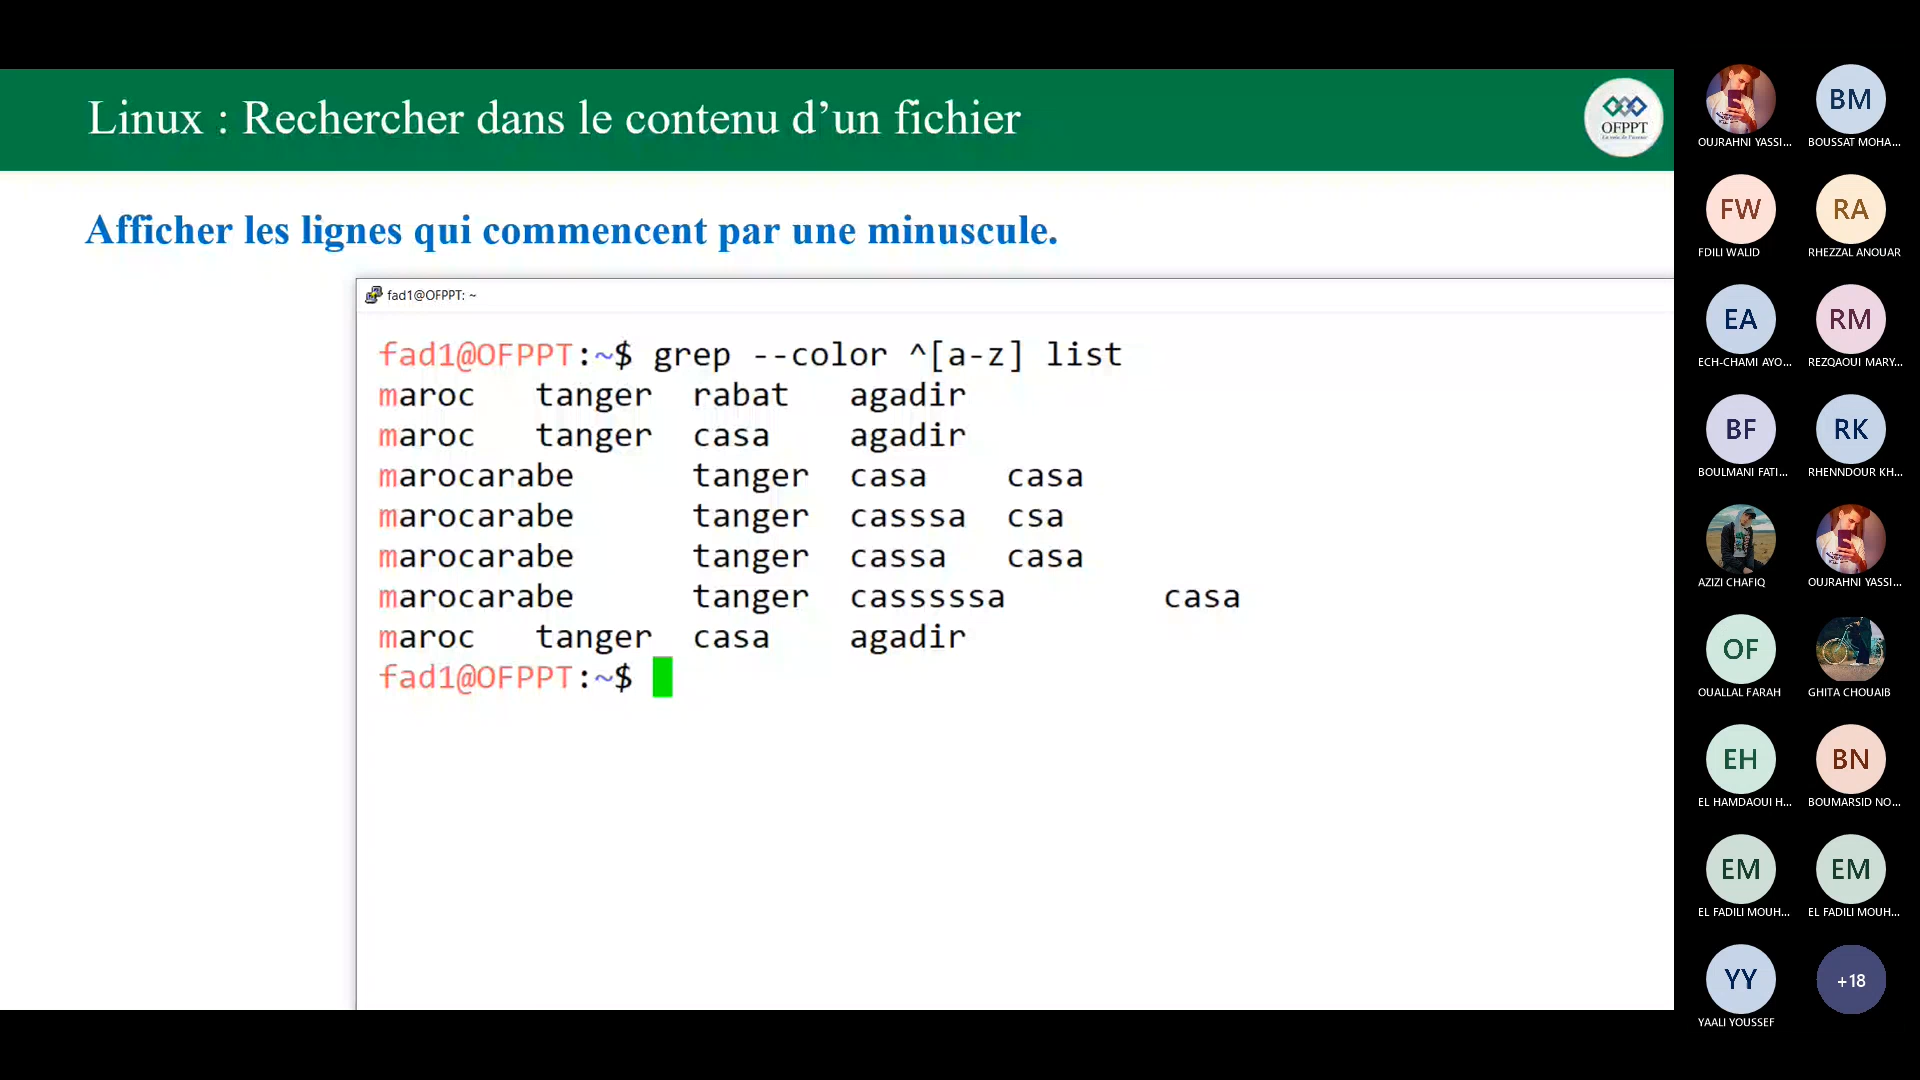 Linux : Rechercher dans le contenu d’un fichier
OFPPT
Afficher les lignes qui commencent par une minuscule.
fad1@OFPPT: ~
fad1@OFPPT:~$ grep --color ^[a-z] list
maroc tanger rabat agadir
maroc tanger casa agadir
marocarabe tanger casa casa
marocarabe tanger casssa csa
marocarabe tanger cassa casa
marocarabe tanger casssssa casa
maroc tanger casa agadir
fad1@OFPPT:~$
OUJRAHNI YASSI...
BM
BOUSSAT MOHA...
FW
FDILI WALID
RA
RHEZZAL ANOUAR
EA
ECH-CHAMI AYO...
RM
REZQAOUI MARY...
BF
BOULMANI FATI...
RK
RHENNDOUR KH...
AZIZI CHAFIQ
OUJRAHNI YASSI...
OF
OUALLAL FARAH
GHITA CHOUAIB
EH
EL HAMDAOUI H...
BN
BOUMARSID NO...
EM
EL FADILI MOUH...
EM
EL FADILI MOUH...
YY
YAALI YOUSSEF
+18